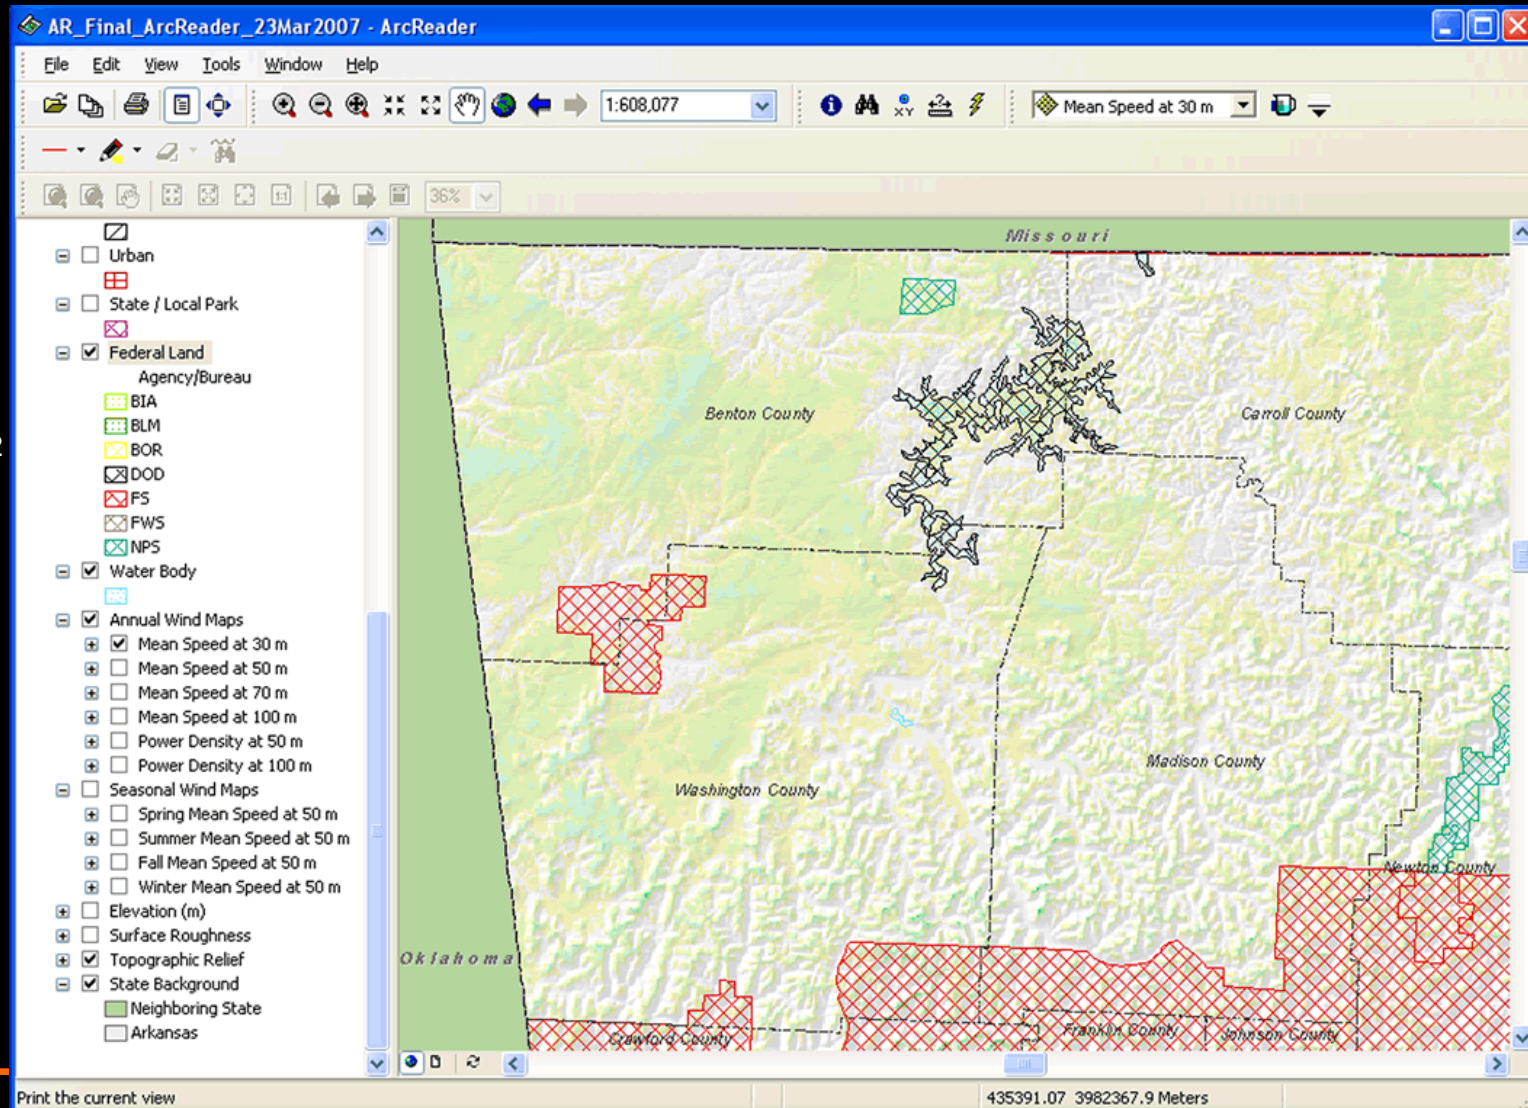 AR_Final_ArcReader_23Mar2007 - ArcReader
File Edit View Tools Window Help
1:608,077
Mean Speed at 30 m
36%
Urban
State / Local Park
Federal Land
Agency/Bureau
BIA
BLM
BOR
DOD
FS
FWS
NPS
Water Body
Annual Wind Maps
Mean Speed at 30 m
Mean Speed at 50 m
Mean Speed at 70 m
Mean Speed at 100 m
Power Density at 50 m
Power Density at 100 m
Seasonal Wind Maps
Spring Mean Speed at 50 m
Summer Mean Speed at 50 m
Fall Mean Speed at 50 m
Winter Mean Speed at 50 m
Elevation (m)
Surface Roughness
Topographic Relief
State Background
Neighboring State
Arkansas
Missouri
Benton County
Carroll County
Madison County
Washington County
Newton County
Oklahoma
Crawford County
Franklin County
Johnson County
Print the current view
435391.07 3982367.9 Meters